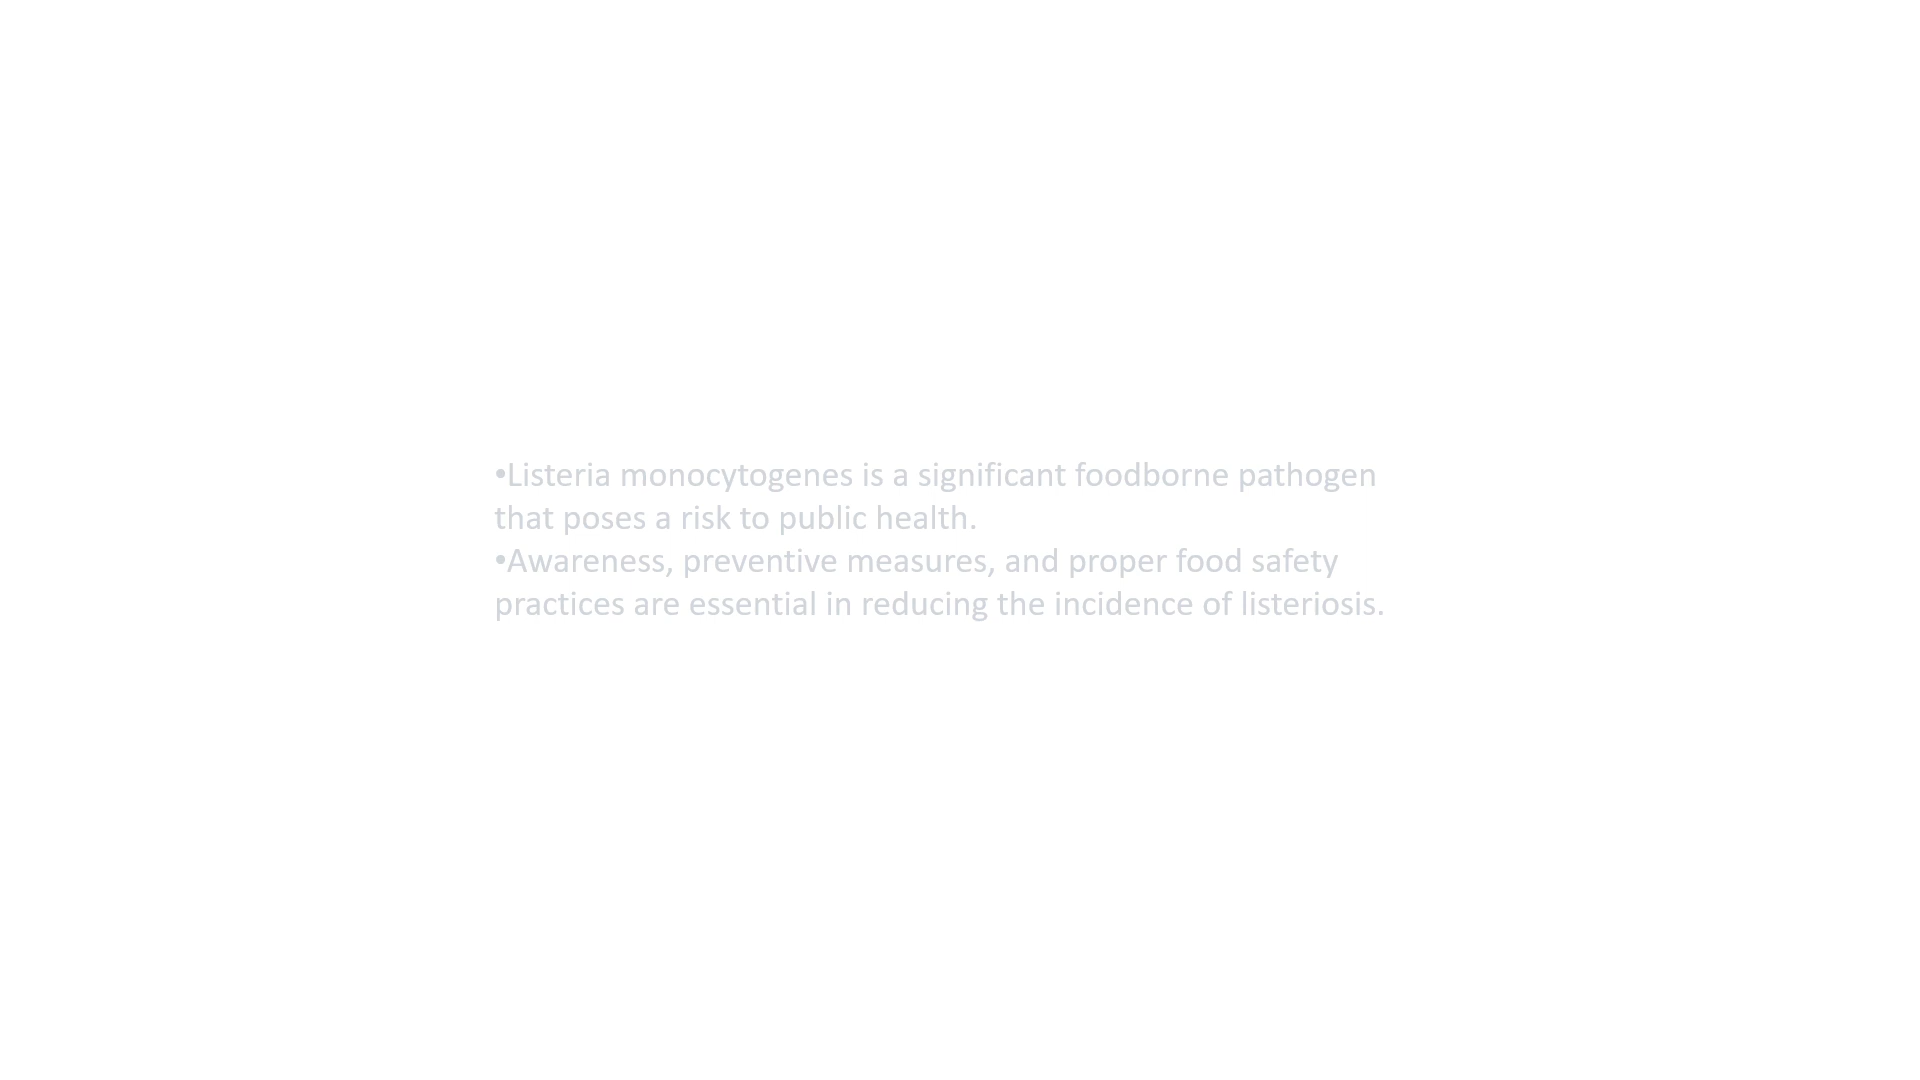 •Listeria monocytogenes is a significant foodborne pathogen
that poses a risk to public health.
•Awareness, preventive measures, and proper food safety
practices are essential in reducing the incidence of listeriosis.